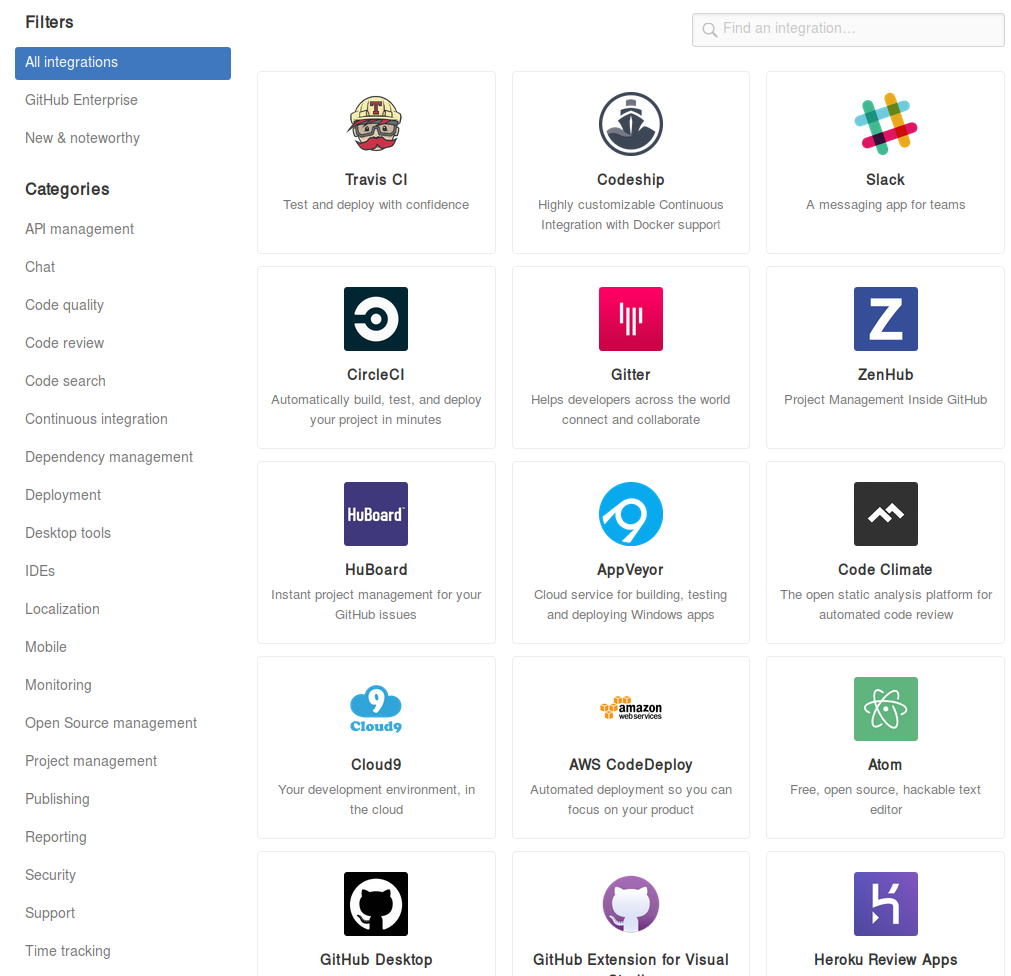 Filters
Find an integration...
All integrations
GitHub Enterprise
New & noteworthy
Categories
API management
Chat
Code quality
Code review
Code search
Continuous integration
Dependency management
Deployment
Desktop tools
IDEs
Localization
Mobile
Monitoring
Open Source management
Project management
Publishing
Reporting
Security
Support
Time tracking
T
Travis CI
Test and deploy with confidence
Codeship
Highly customizable Continuous
Integration with Docker support
Slack
A messaging app for teams
CircleCI
Automatically build, test, and deploy
your project in minutes
Gitter
Helps developers across the world
connect and collaborate
Z
ZenHub
Project Management Inside GitHub
HuBoard
HuBoard
Instant project management for your
GitHub issues
AppVeyor
Cloud service for building, testing
and deploying Windows apps
Code Climate
The open static analysis platform for
automated code review
9
Cloud9
Cloud9
Your development environment, in
the cloud
amazon
webservices
AWS CodeDeploy
Automated deployment so you can
focus on your product
Atom
Free, open source, hackable text
editor
GitHub Desktop
GitHub Extension for Visual
Heroku Review Apps